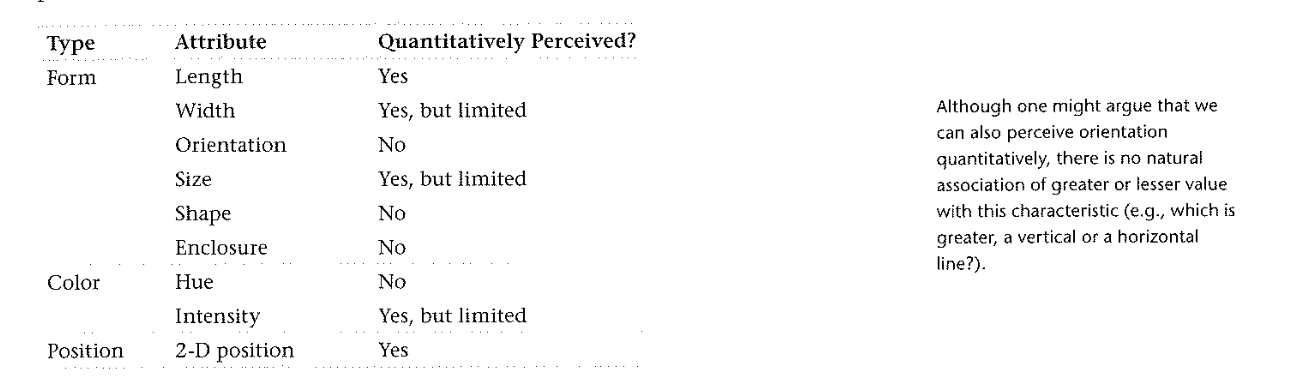 Type Attribute Quantitatively Perceived?
Form Length Yes
Width Yes, but limited
Orientation No
Size Yes, but limited
Shape No
Enclosure No
Color Hue No
Intensity Yes, but limited
Position 2-D position Yes
Although one might argue that we
can also perceive orientation
quantitatively, there is no natural
association of greater or lesser value
with this characteristic (e.g., which is
greater, a vertical or a horizontal
line?).